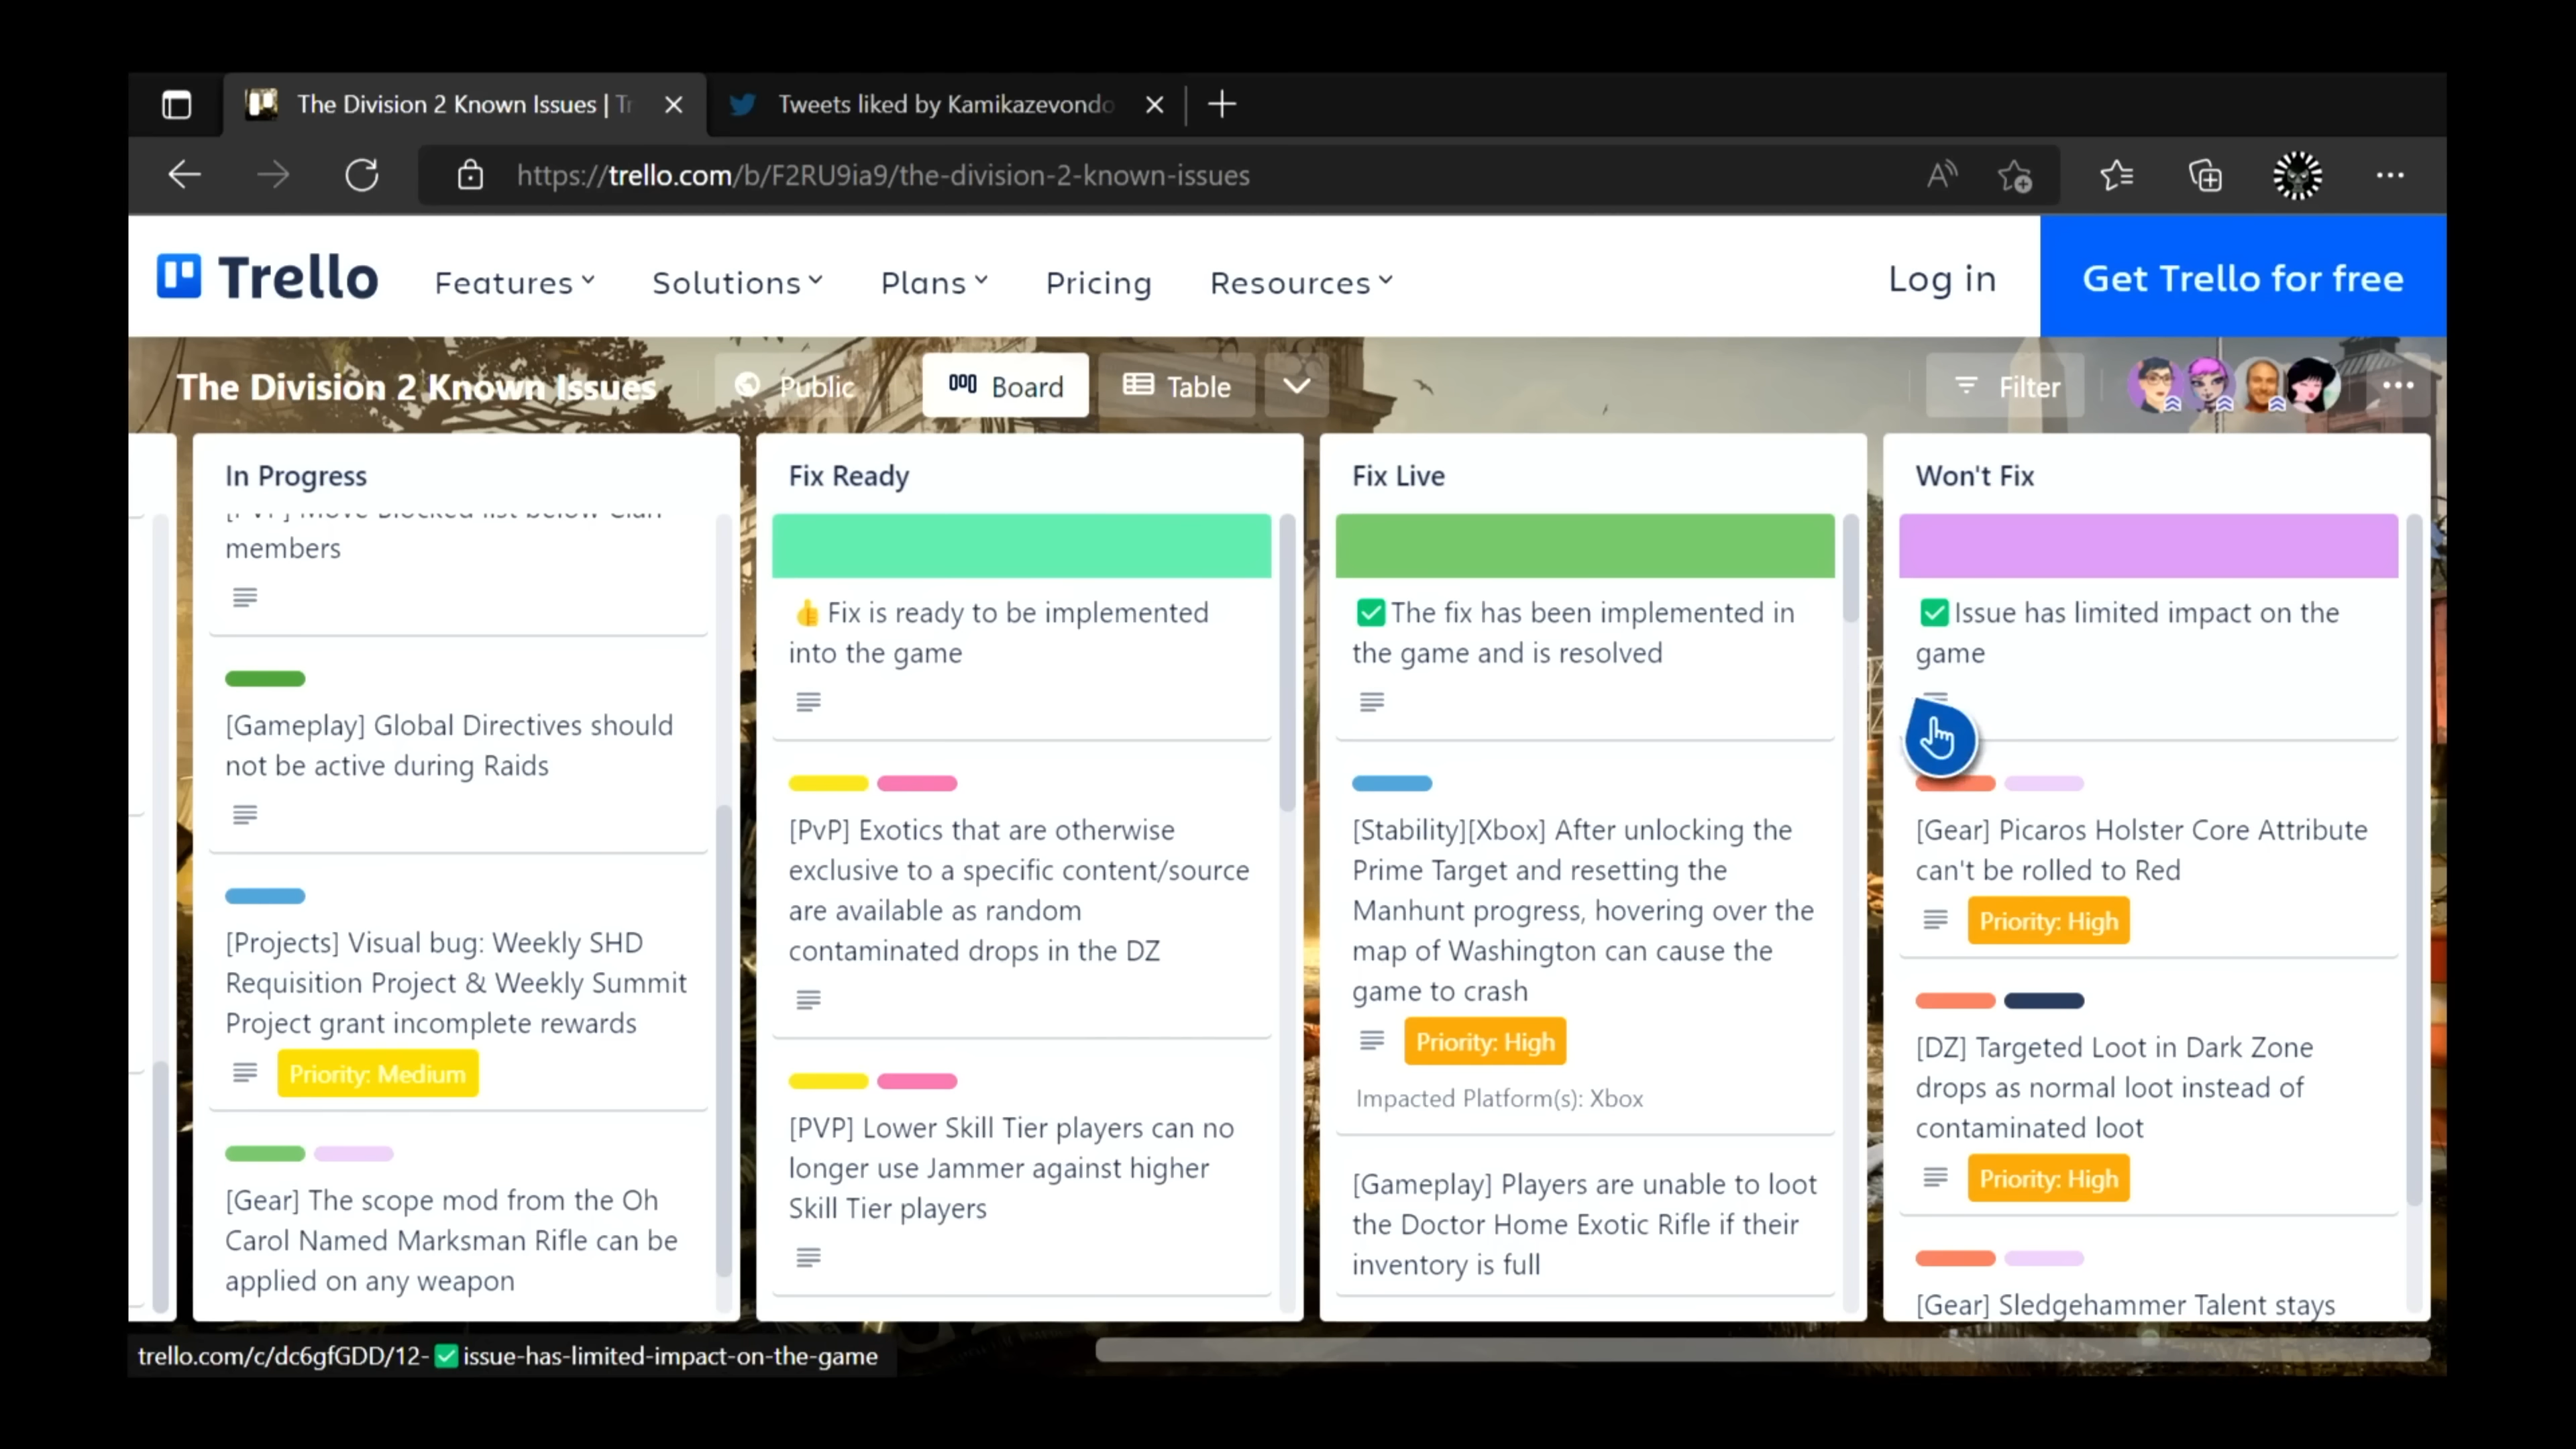 The Division 2 Known Issues | Tr
Tweets liked by Kamikazevondo
https://trello.com/b/F2RU9ia9/the-division-2-known-issues
Trello
Features
Solutions
Plans
Pricing
Resources
Log in
Get Trello for free
The Division 2 Known Issues
Public
Board
Table
Filter
In Progress
[PvP] Move Blocked list below Clan
members
[Gameplay] Global Directives should
not be active during Raids
[Projects] Visual bug: Weekly SHD
Requisition Project & Weekly Summit
Project grant incomplete rewards
Priority: Medium
[Gear] The scope mod from the Oh
Carol Named Marksman Rifle can be
applied on any weapon
Fix Ready
👍 Fix is ready to be implemented
into the game
[PvP] Exotics that are otherwise
exclusive to a specific content/source
are available as random
contaminated drops in the DZ
[PVP] Lower Skill Tier players can no
longer use Jammer against higher
Skill Tier players
Fix Live
✅The fix has been implemented in
the game and is resolved
[Stability][Xbox] After unlocking the
Prime Target and resetting the
Manhunt progress, hovering over the
map of Washington can cause the
game to crash
Priority: High
Impacted Platform(s): Xbox
[Gameplay] Players are unable to loot
the Doctor Home Exotic Rifle if their
inventory is full
Won't Fix
✅Issue has limited impact on the
game
[Gear] Picaros Holster Core Attribute
can't be rolled to Red
Priority: High
[DZ] Targeted Loot in Dark Zone
drops as normal loot instead of
contaminated loot
Priority: High
[Gear] Sledgehammer Talent stays
trello.com/c/dc6gfGDD/12-✅issue-has-limited-impact-on-the-game